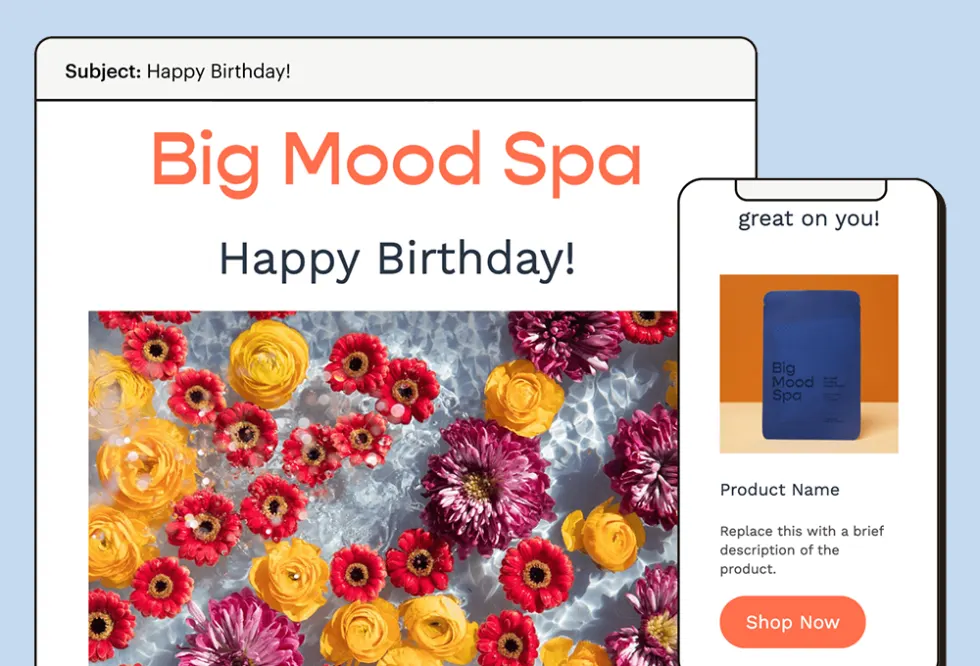 Subject: Happy Birthday!
Big Mood Spa
Happy Birthday!
great on you!
Big
Mood
Spa
Product Name
Replace this with a brief
description of the
product.
Shop Now